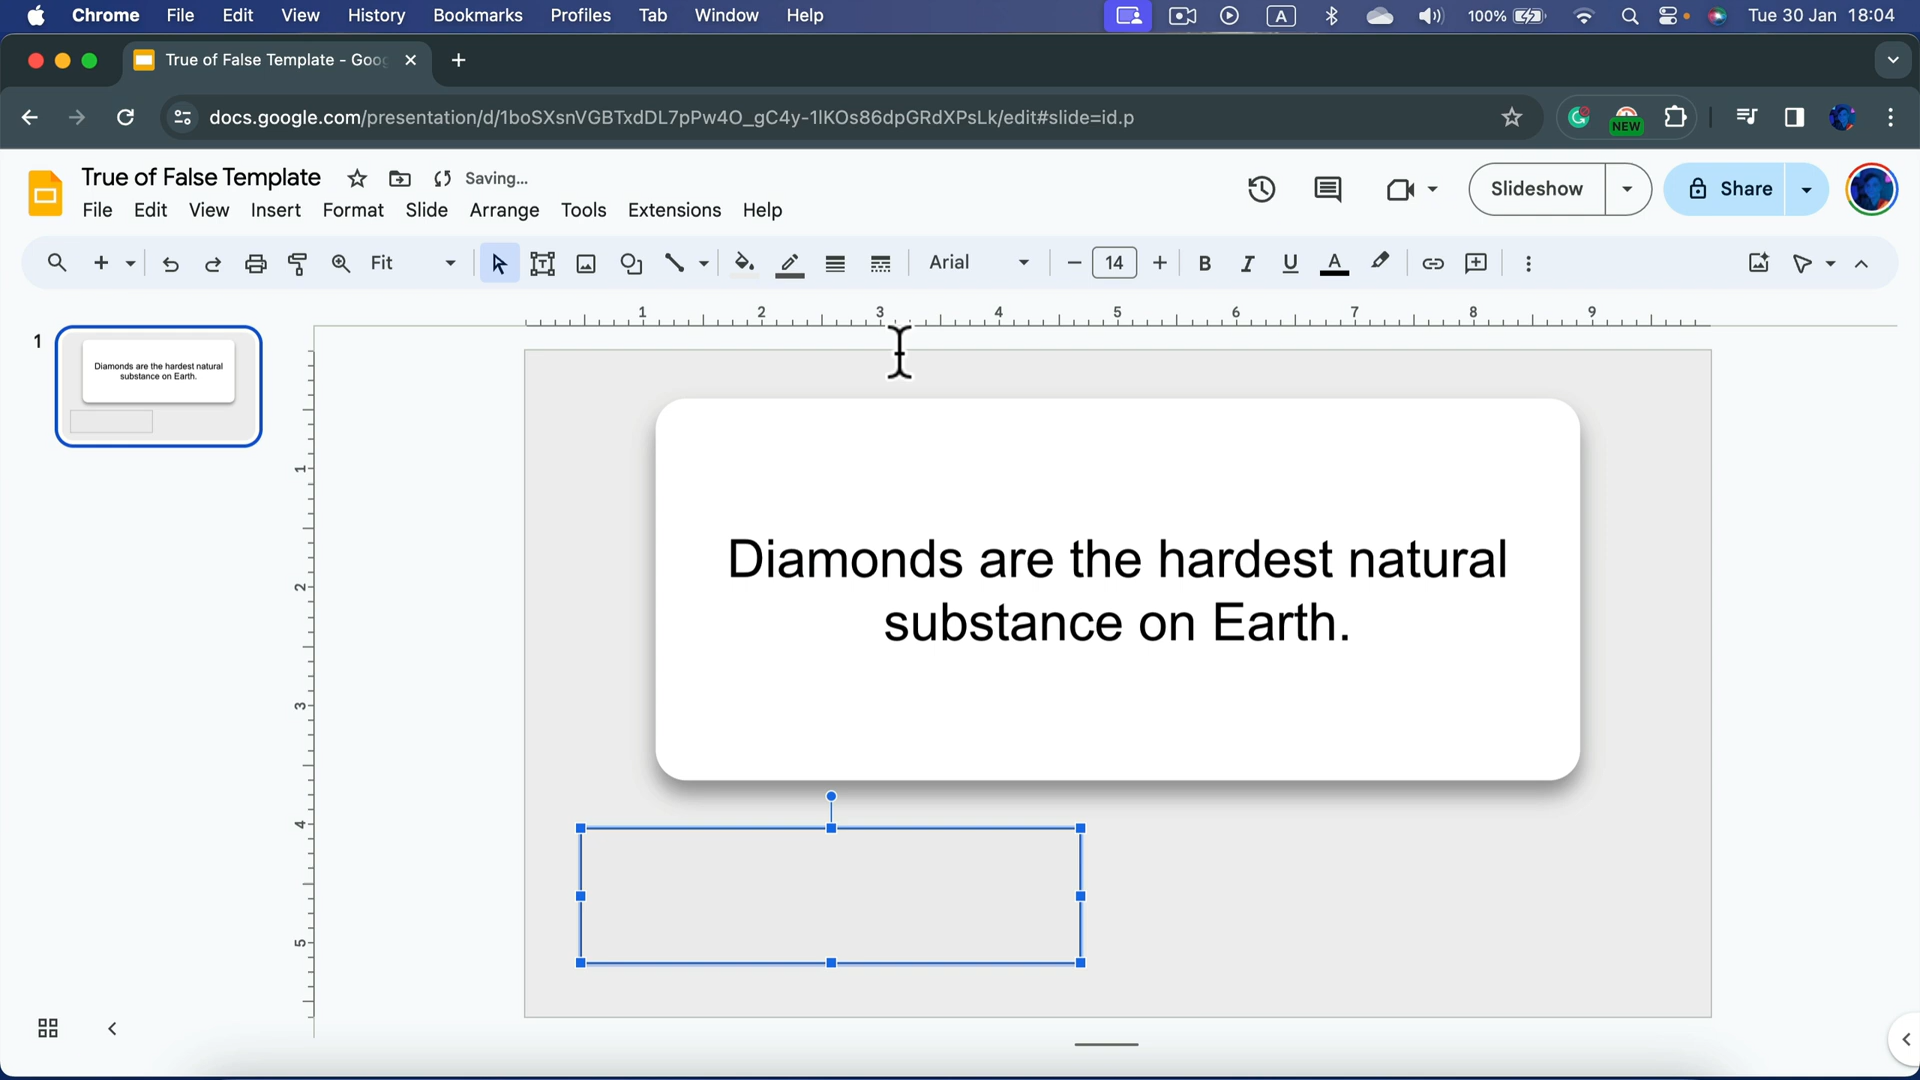 Chrome File Edit View History Bookmarks Profiles Tab Window Help A 100% Tue 30 Jan 18:04
True of False Template - Goo
docs.google.com/presentation/d/1boSXsnVGBTxdDL7pPw4O_gC4y-1lKOs86dpGRdXPsLk/edit#slide=id.p NEW
True of False Template Saving...
File Edit View Insert Format Slide Arrange Tools Extensions Help
Slideshow Share
Fit Arial 14 B I U A
1 2 3 4 5 6 7 8 9
1
Diamonds are the hardest natural
substance on Earth.
1
2
3
4
5
Diamonds are the hardest natural
substance on Earth.